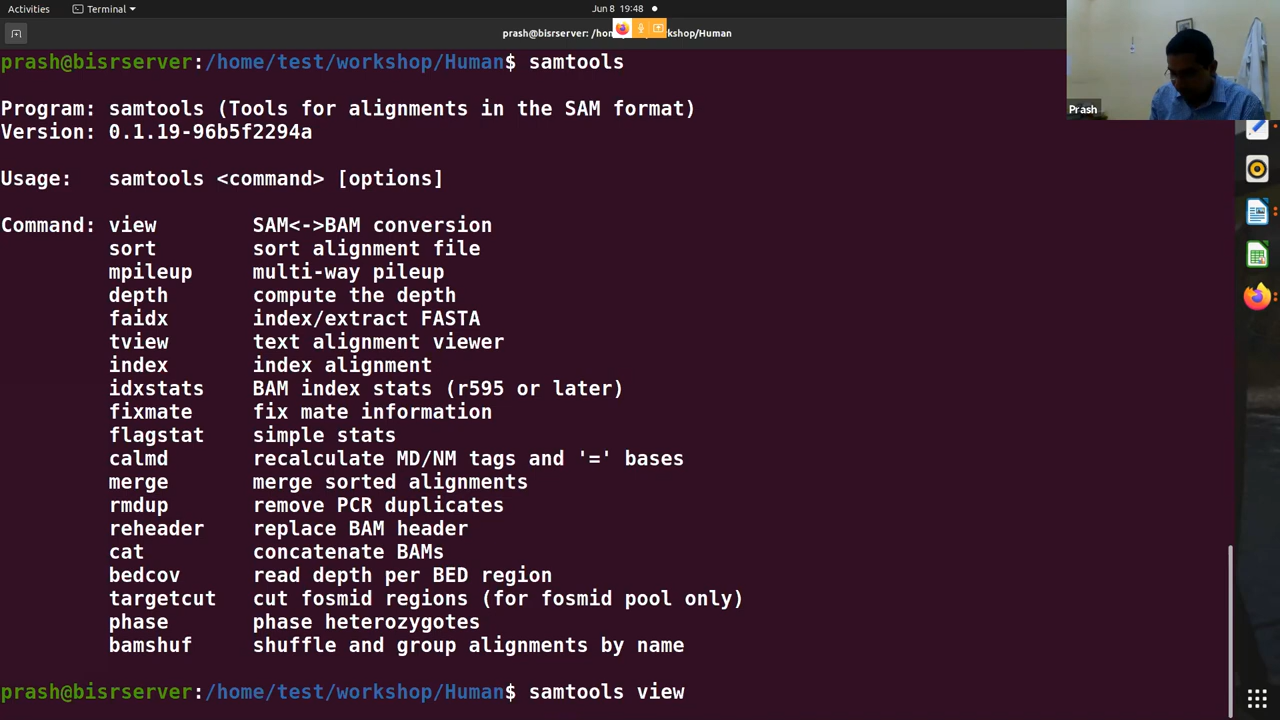 Activities Terminal Jun 8 19:48
prash@bisrserver: /hom kshop/Human
prash@bisrserver:/home/test/workshop/Human$ samtools
Program: samtools (Tools for alignments in the SAM format)
Version: 0.1.19-96b5f2294a
Usage: samtools <command> [options]
Command: view SAM<->BAM conversion
sort sort alignment file
mpileup multi-way pileup
depth compute the depth
faidx index/extract FASTA
tview text alignment viewer
index index alignment
idxstats BAM index stats (r595 or later)
fixmate fix mate information
flagstat simple stats
calmd recalculate MD/NM tags and '=' bases
merge merge sorted alignments
rmdup remove PCR duplicates
reheader replace BAM header
cat concatenate BAMs
bedcov read depth per BED region
targetcut cut fosmid regions (for fosmid pool only)
phase phase heterozygotes
bamshuf shuffle and group alignments by name
prash@bisrserver:/home/test/workshop/Human$ samtools view
Prash